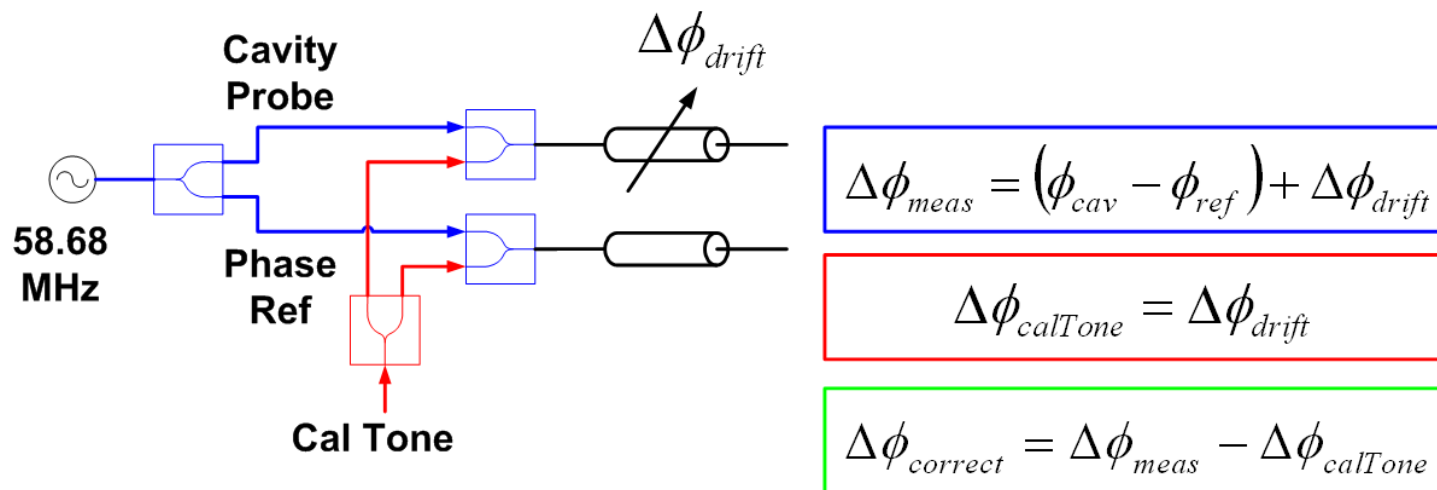 Cavity
Probe
Δϕ_drift
58.68
MHz
Phase
Ref
Cal Tone
Δϕ_meas = (ϕ_cav − ϕ_ref) + Δϕ_drift
Δϕ_calTone = Δϕ_drift
Δϕ_correct = Δϕ_meas − Δϕ_calTone